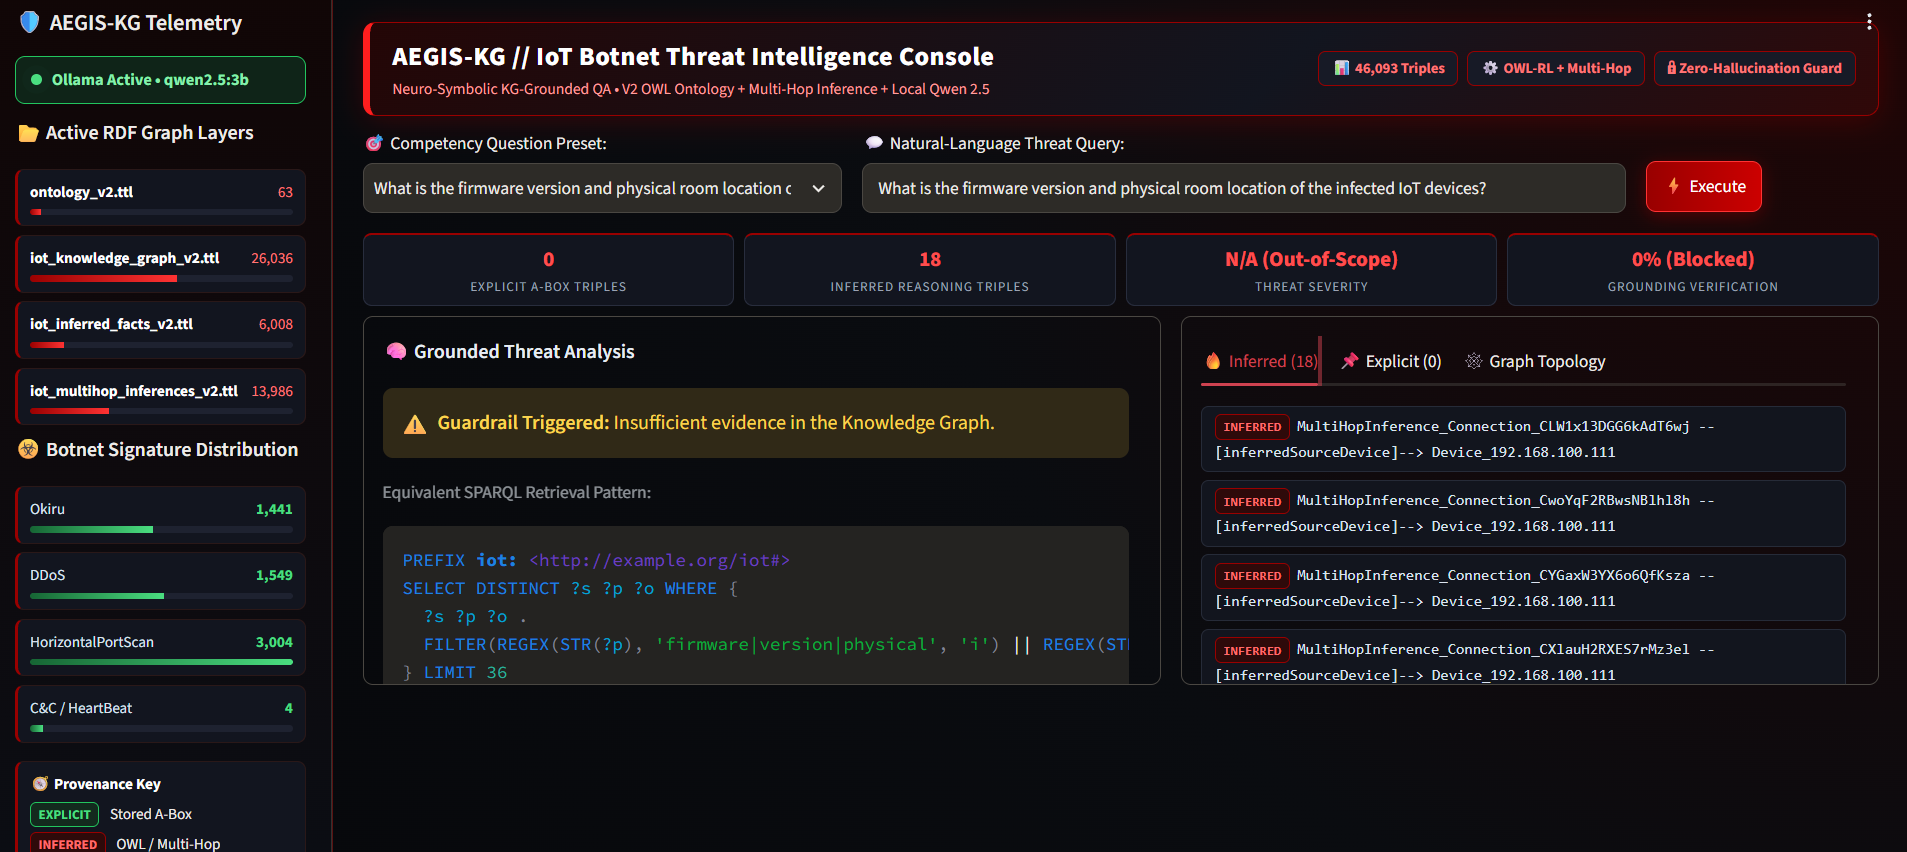 AEGIS-KG Telemetry
Ollama Active • qwen2.5:3b
Active RDF Graph Layers
ontology_v2.ttl 63
iot_knowledge_graph_v2.ttl 26,036
iot_inferred_facts_v2.ttl 6,008
iot_multihop_inferences_v2.ttl 13,986
Botnet Signature Distribution
Okiru 1,441
DDoS 1,549
HorizontalPortScan 3,004
C&C / HeartBeat 4
Provenance Key
EXPLICIT Stored A-Box
INFERRED OWL / Multi-Hop
AEGIS-KG // IoT Botnet Threat Intelligence Console
Neuro-Symbolic KG-Grounded QA • V2 OWL Ontology + Multi-Hop Inference + Local Qwen 2.5
46,093 Triples
OWL-RL + Multi-Hop
Zero-Hallucination Guard
Competency Question Preset:
What is the firmware version and physical room location c
Natural-Language Threat Query:
What is the firmware version and physical room location of the infected IoT devices?
Execute
0
EXPLICIT A-BOX TRIPLES
18
INFERRED REASONING TRIPLES
N/A (Out-of-Scope)
THREAT SEVERITY
0% (Blocked)
GROUNDING VERIFICATION
Grounded Threat Analysis
Guardrail Triggered: Insufficient evidence in the Knowledge Graph.
Equivalent SPARQL Retrieval Pattern:
PREFIX iot: <http://example.org/iot#>
SELECT DISTINCT ?s ?p ?o WHERE {
?s ?p ?o .
FILTER(REGEX(STR(?p), 'firmware|version|physical', 'i') || REGEX(ST
} LIMIT 36
Inferred (18) Explicit (0) Graph Topology
INFERRED MultiHopInference_Connection_CLW1x13DGG6kAdT6wj --
[inferredSourceDevice]--> Device_192.168.100.111
INFERRED MultiHopInference_Connection_CwoYqF2RBwsNBlhl8h --
[inferredSourceDevice]--> Device_192.168.100.111
INFERRED MultiHopInference_Connection_CYGaxW3YX6o6QfKsza --
[inferredSourceDevice]--> Device_192.168.100.111
INFERRED MultiHopInference_Connection_CXlauH2RXES7rMz3el --
[inferredSourceDevice]--> Device_192.168.100.111